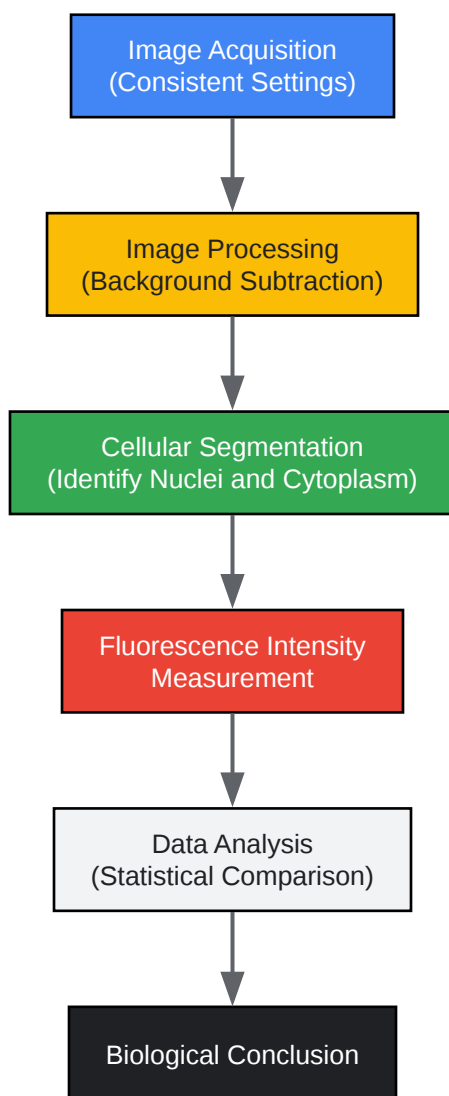 Image Acquisition
(Consistent Settings)
Image Processing
(Background Subtraction)
Cellular Segmentation
(Identify Nuclei and Cytoplasm)
Fluorescence Intensity
Measurement
Data Analysis
(Statistical Comparison)
Biological Conclusion